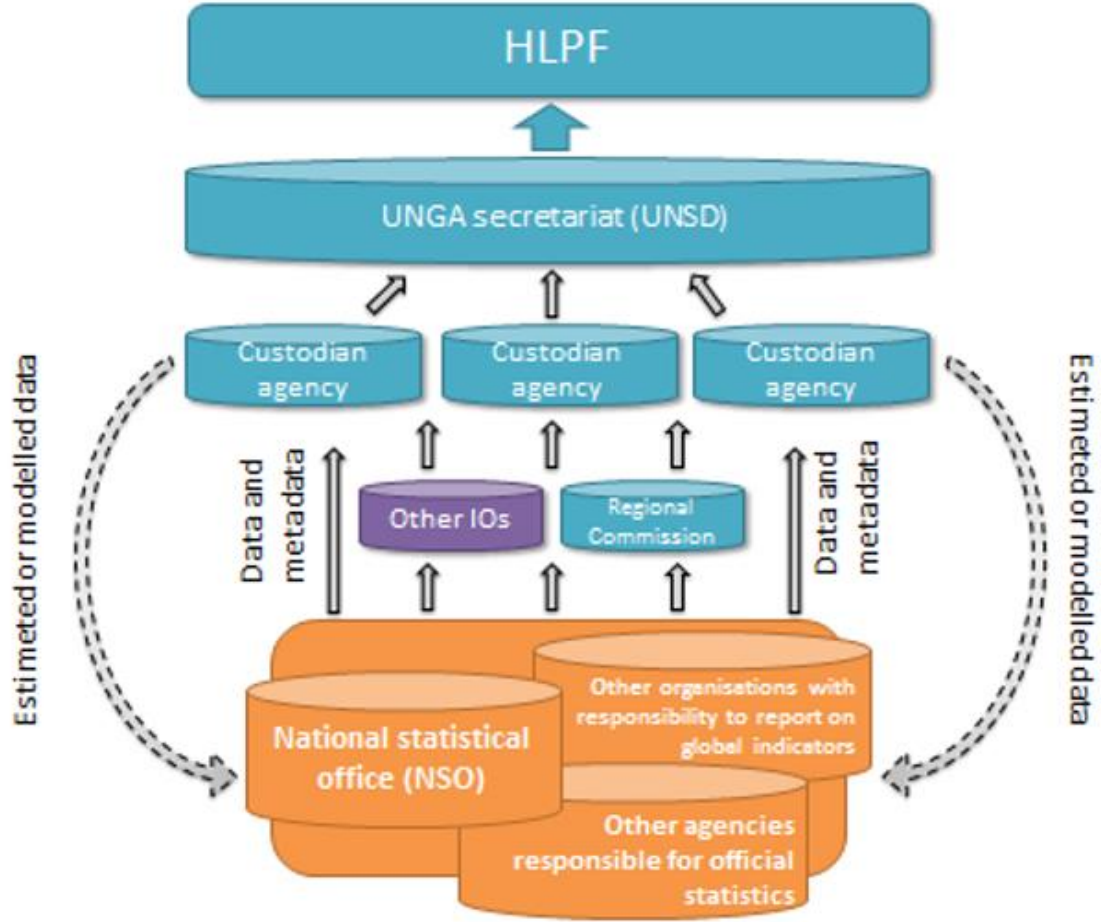 HLPF
UNGA secretariat (UNSD)
Custodian
agency
Custodian
agency
Custodian
agency
Estimeted or modelled data
Data and
metadata
Other IOs
Regional
Commission
Data and
metadata
Estimeted or modelled data
National statistical
office (NSO)
Other organisations with
responsibility to report on
global indicators
Other agencies
responsible for official
statistics